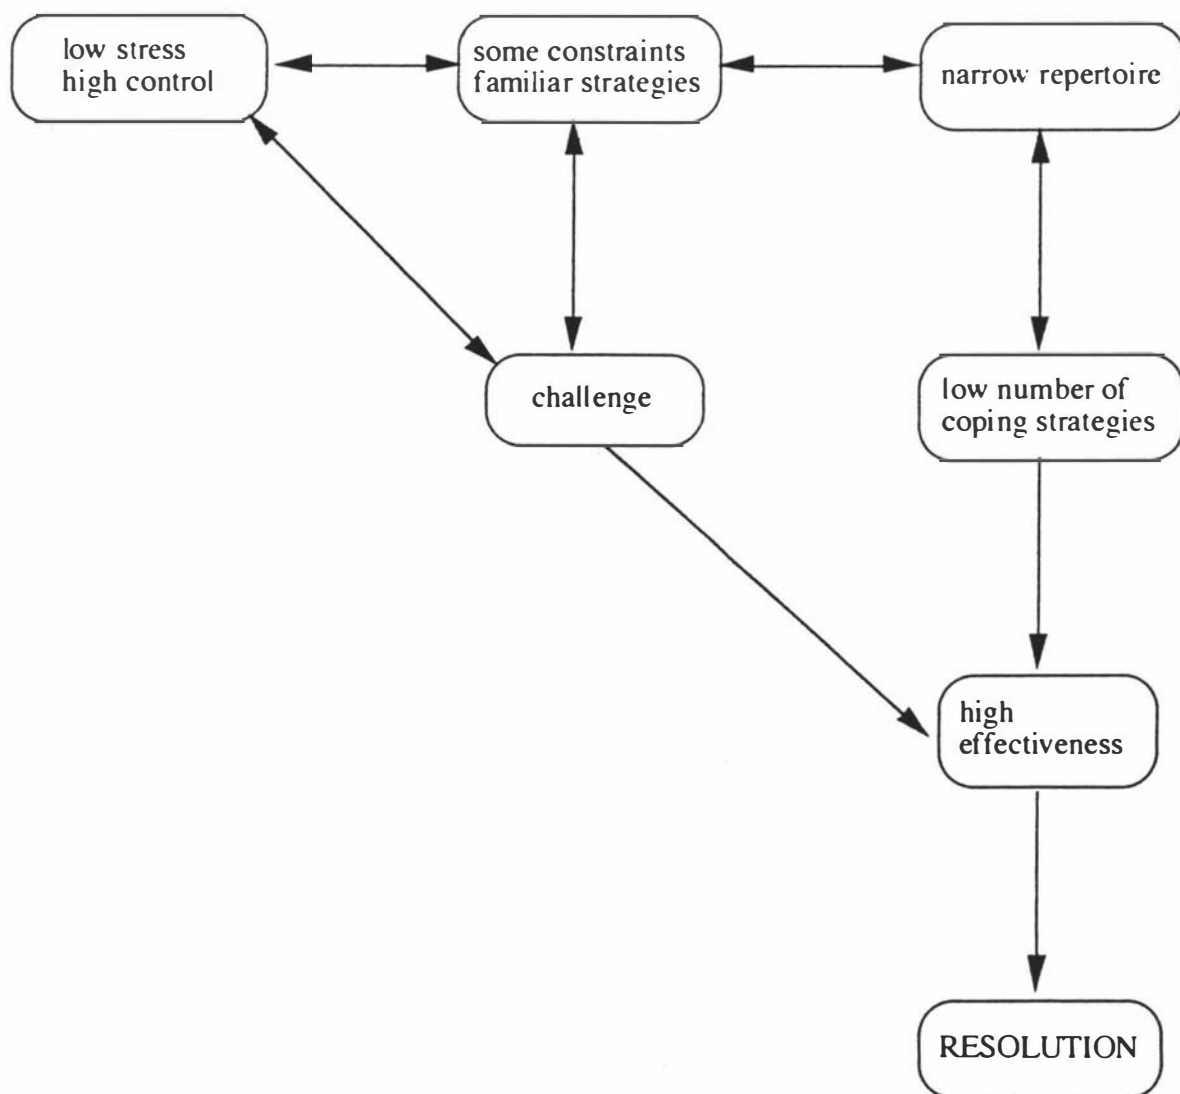 low stress
high control
some constraints
familiar strategies
narrow repertoire
challenge
low number of
coping strategies
high
effectiveness
RESOLUTION